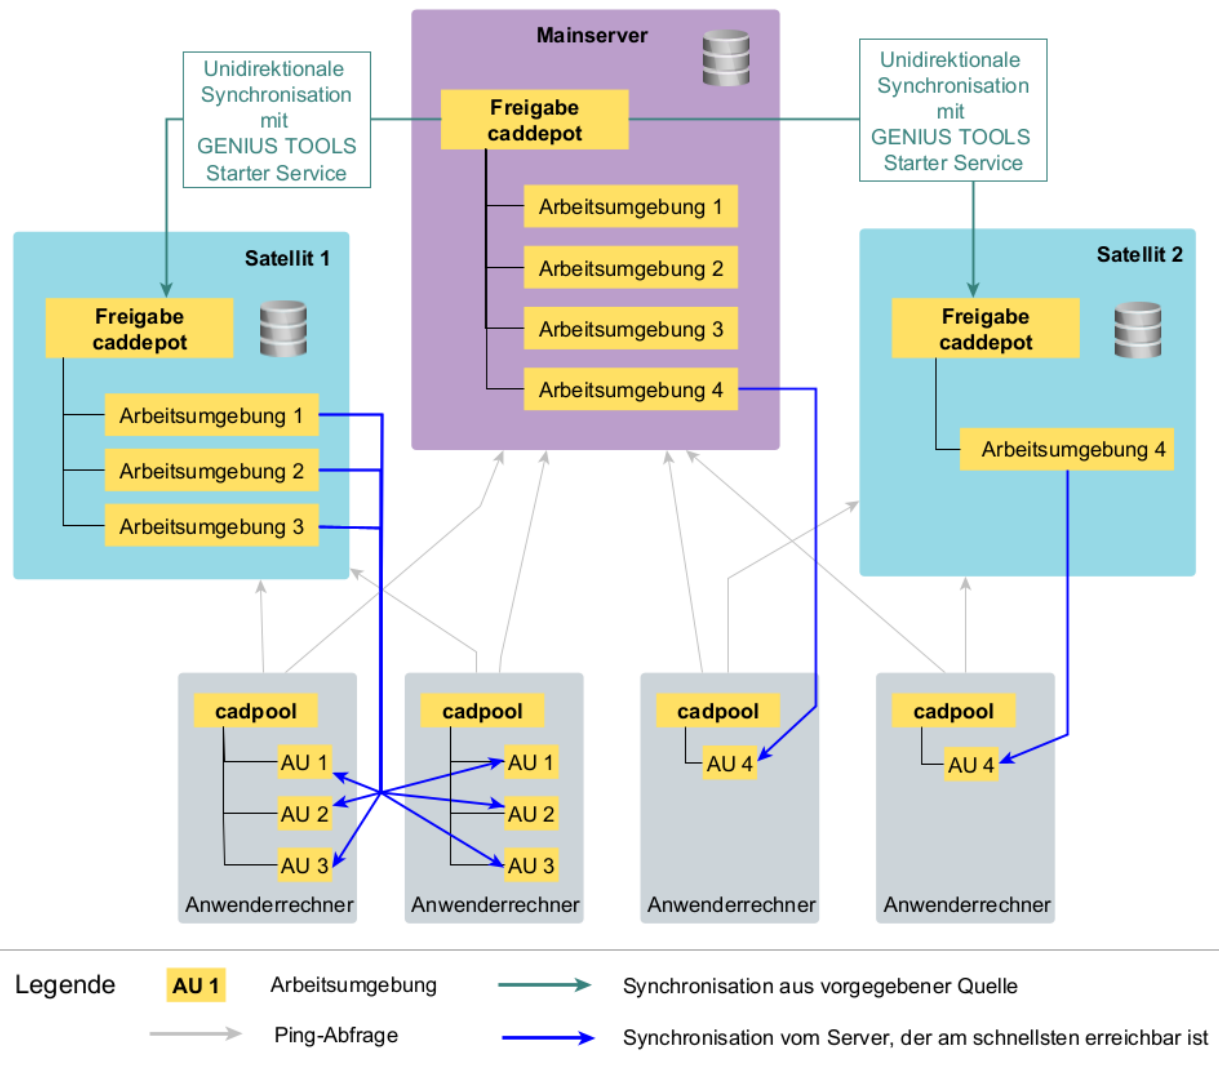 Mainserver
Freigabe
caddepot
Arbeitsumgebung 1
Arbeitsumgebung 2
Arbeitsumgebung 3
Arbeitsumgebung 4
Unidirektionale
Synchronisation
mit
GENIUS TOOLS
Starter Service
Unidirektionale
Synchronisation
mit
GENIUS TOOLS
Starter Service
Satellit 1
Freigabe
caddepot
Arbeitsumgebung 1
Arbeitsumgebung 2
Arbeitsumgebung 3
Satellit 2
Freigabe
caddepot
Arbeitsumgebung 4
cadpool
AU 1
AU 2
AU 3
Anwenderrechner
cadpool
AU 1
AU 2
AU 3
Anwenderrechner
cadpool
AU 4
Anwenderrechner
cadpool
AU 4
Anwenderrechner
Legende
AU 1
Arbeitsumgebung
Synchronisation aus vorgegebener Quelle
Ping-Abfrage
Synchronisation vom Server, der am schnellsten erreichbar ist